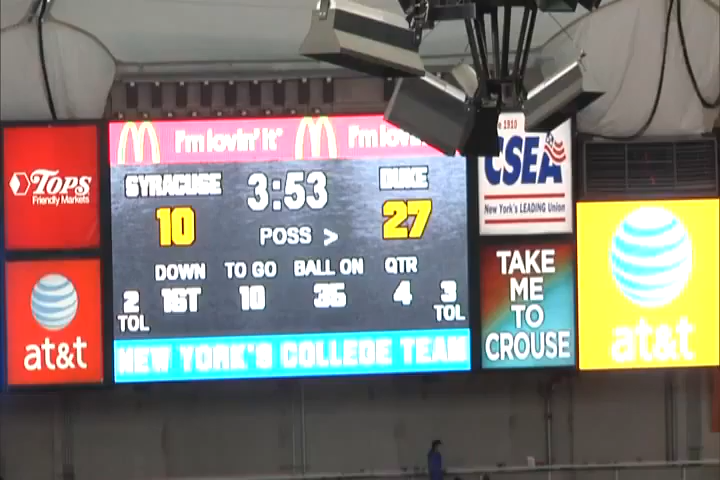 I'm lovin' it
I'm lovin'
SYRACUSE 3:53 DUKE
10 27
POSS >
DOWN TO GO BALL ON QTR
2 1ST 10 35 4 3
TOL TOL
NEW YORK'S COLLEGE TEAM
TOPS
Friendly Markets
at&t
1910
CSEA
New York's LEADING Union
TAKE
ME
TO
CROUSE
at&t